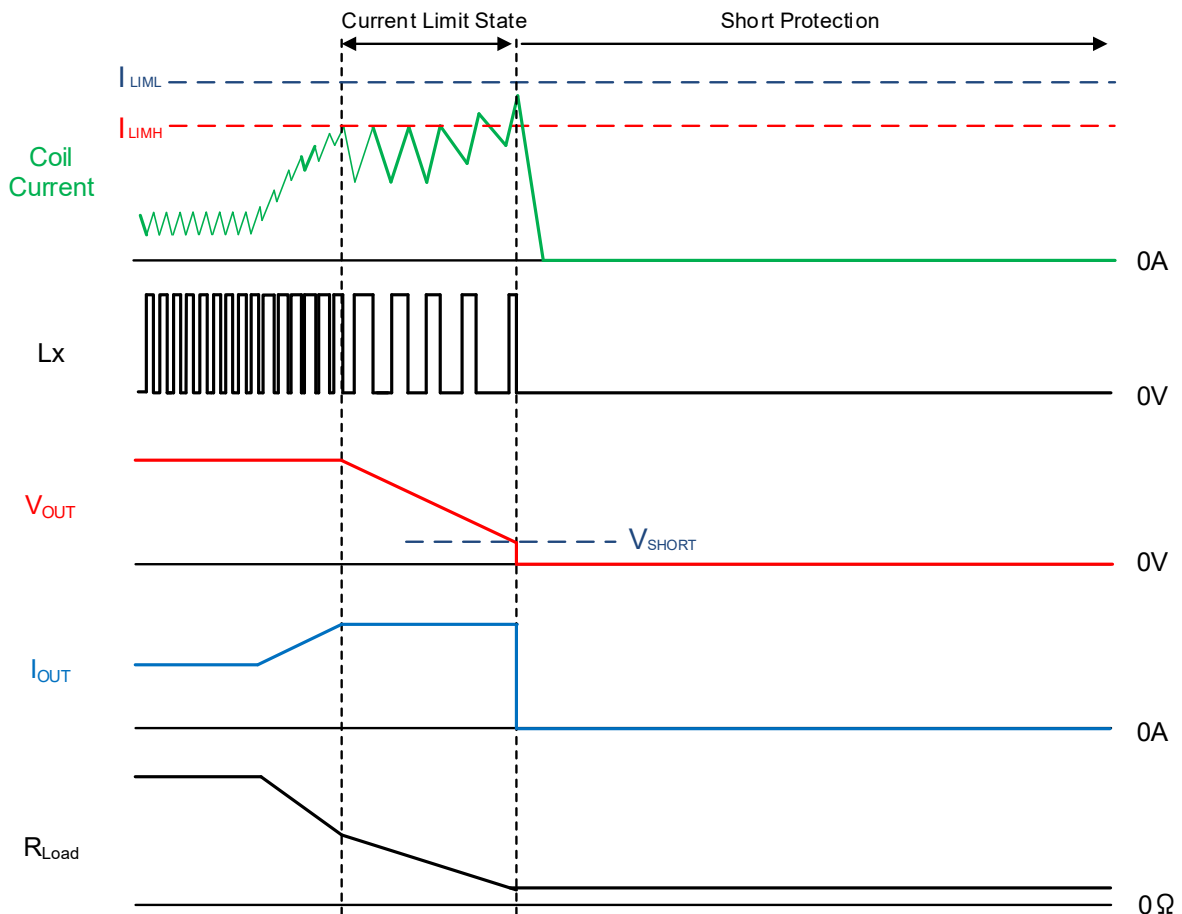 Current Limit State
Short Protection
ILIML
ILIMH
Coil
Current
0A
Lx
0V
VOUT
VSHORT
0V
IOUT
0A
RLoad
0Ω